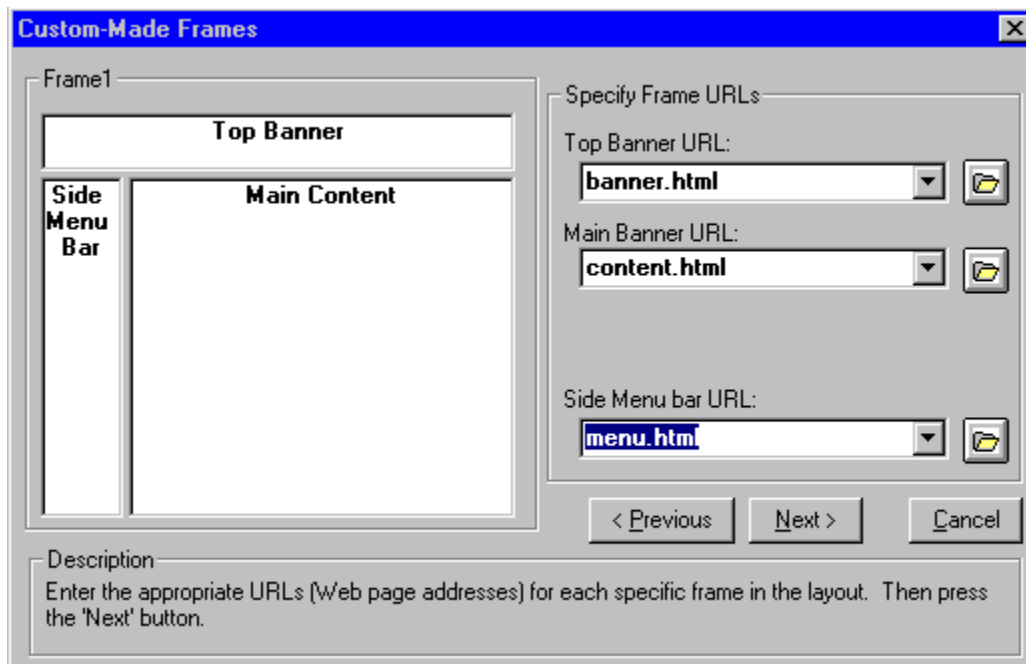 Custom-Made Frames
Frame1
Top Banner
Side
Menu
Bar
Main Content
Specify Frame URLs
Top Banner URL:
banner.html
Main Banner URL:
content.html
Side Menu bar URL:
menu.html
< Previous
Next >
Cancel
Description
Enter the appropriate URLs (Web page addresses) for each specific frame in the layout.  Then press
the 'Next' button.